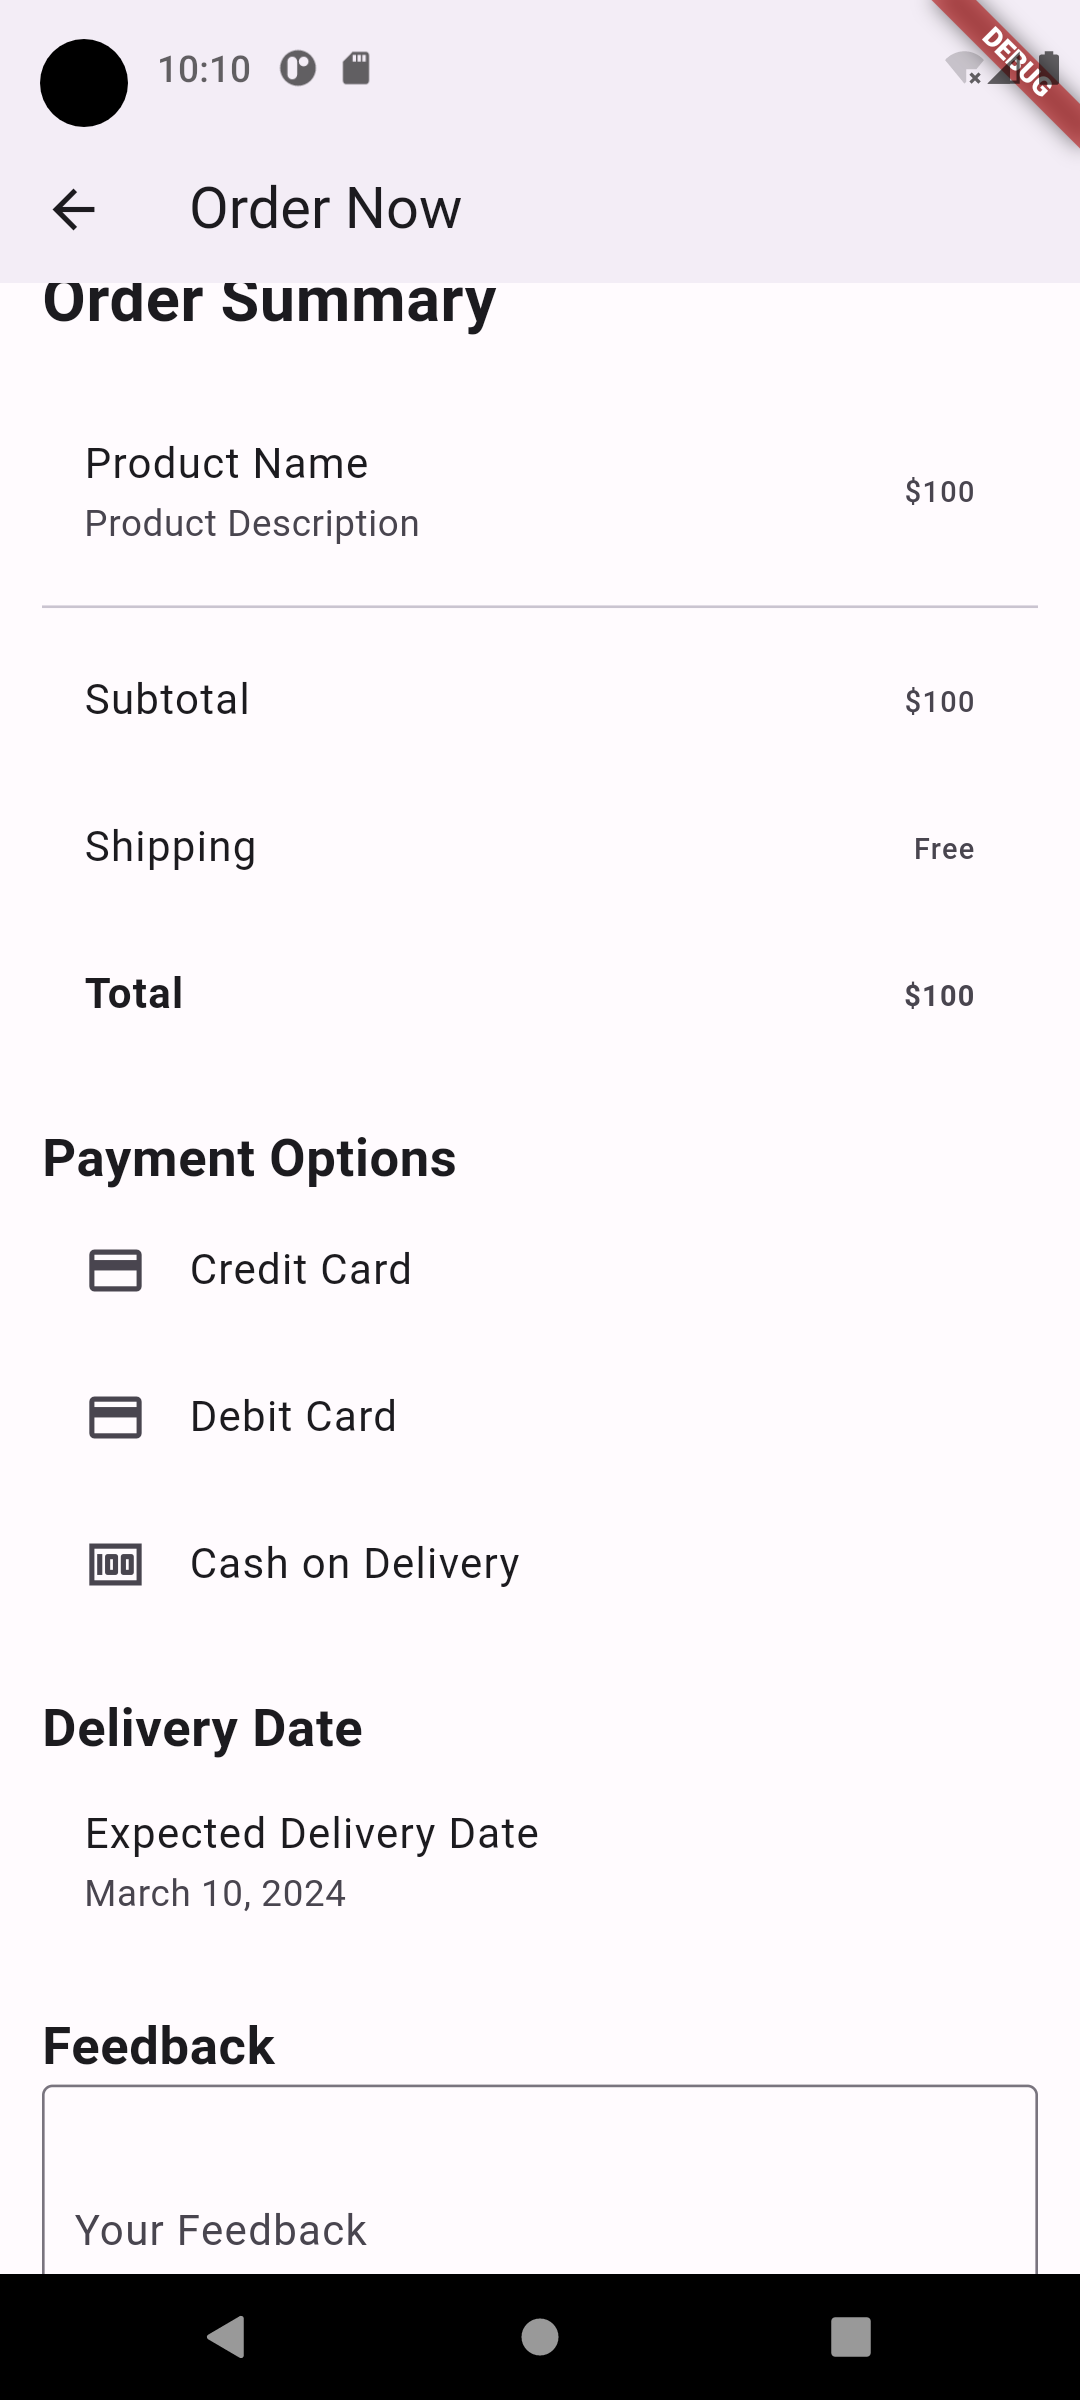 10:10
DEBUG
Order Now
Order Summary
Product Name
Product Description
$100
Subtotal
$100
Shipping
Free
Total
$100
Payment Options
Credit Card
Debit Card
100
Cash on Delivery
Delivery Date
Expected Delivery Date
March 10, 2024
Feedback
Your Feedback